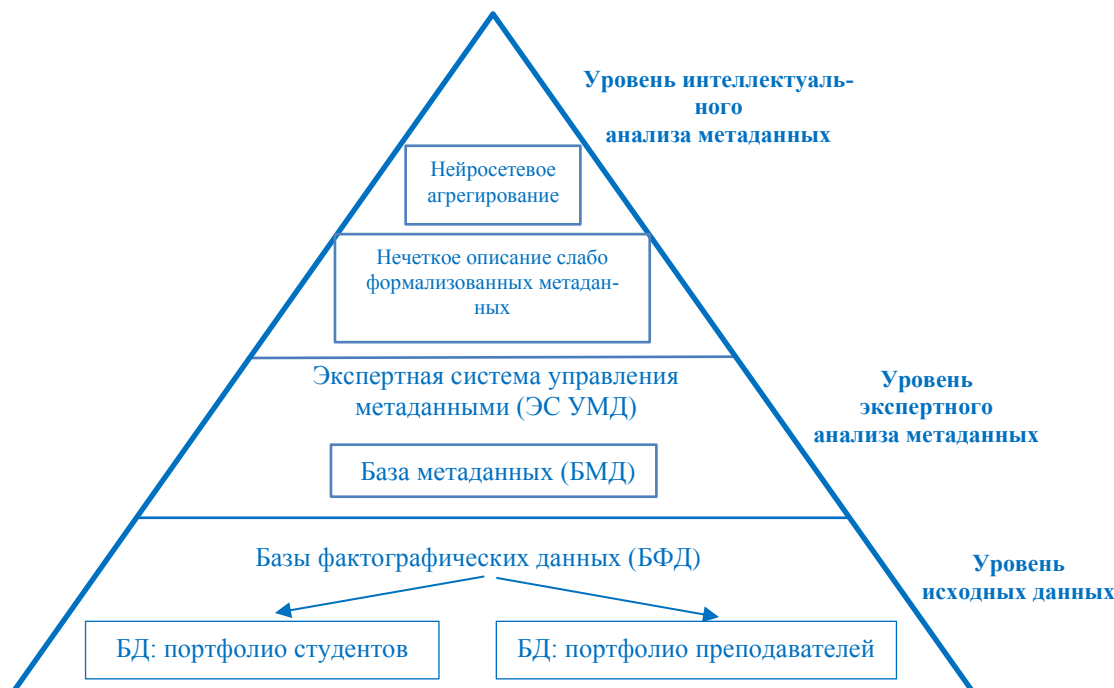 Уровень интеллектуаль-
ного
анализа метаданных
Нейросетевое
агрегирование
Нечеткое описание слабо
формализованных метадан-
ных
Экспертная система управления
метаданными (ЭС УМД)
Уровень
экспертного
анализа метаданных
База метаданных (БМД)
Базы фактографических данных (БФД)
Уровень
исходных данных
БД: портфолио студентов
БД: портфолио преподавателей